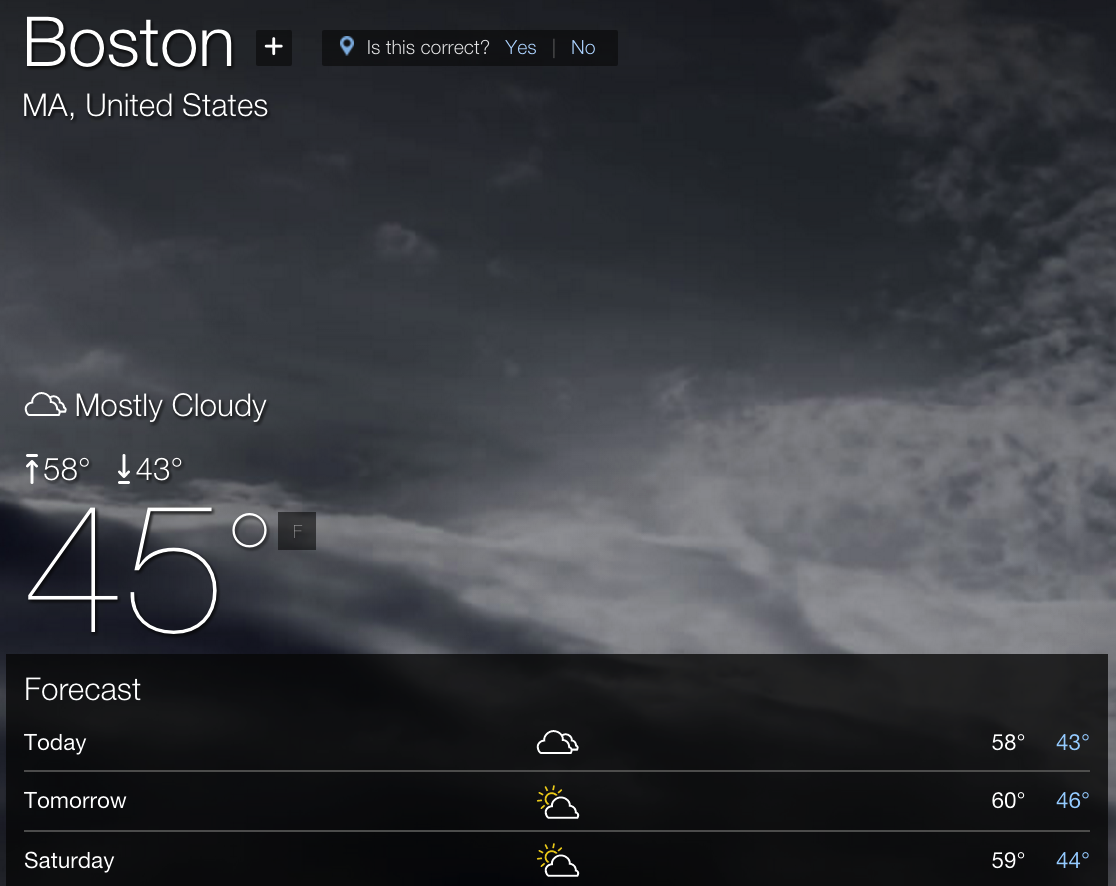 Boston + Is this correct? Yes | No
MA, United States
Mostly Cloudy
58° 43°
45° F
Forecast
Today 58° 43°
Tomorrow 60° 46°
Saturday 59° 44°